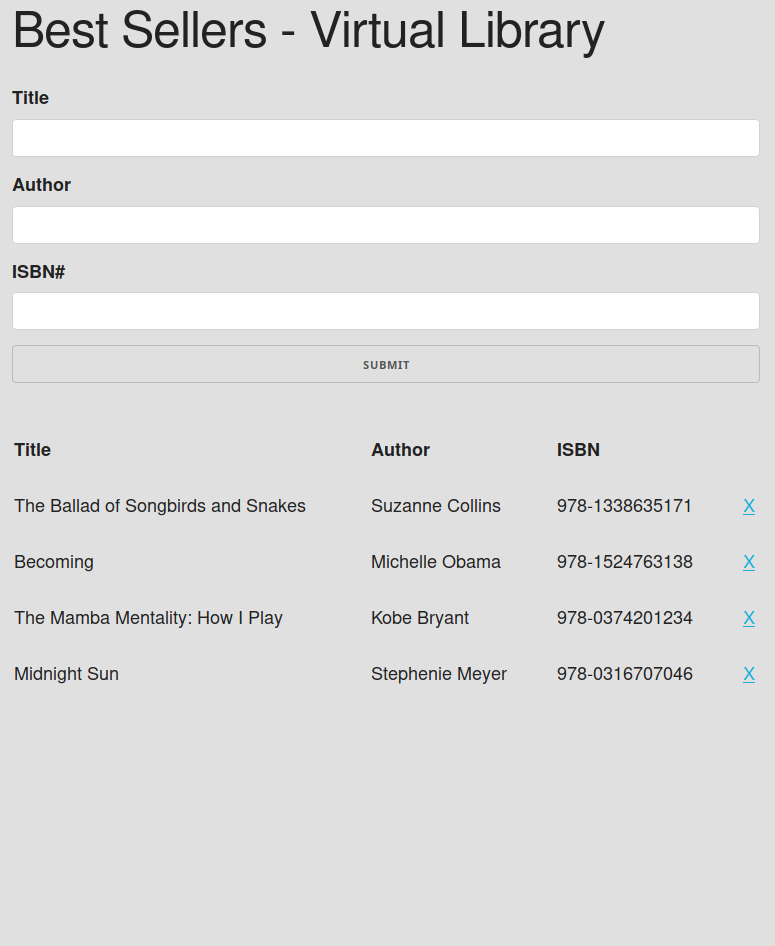 Best Sellers - Virtual Library
Title
Author
ISBN#
SUBMIT
Title Author ISBN
The Ballad of Songbirds and Snakes Suzanne Collins 978-1338635171 X
Becoming Michelle Obama 978-1524763138 X
The Mamba Mentality: How I Play Kobe Bryant 978-0374201234 X
Midnight Sun Stephenie Meyer 978-0316707046 X